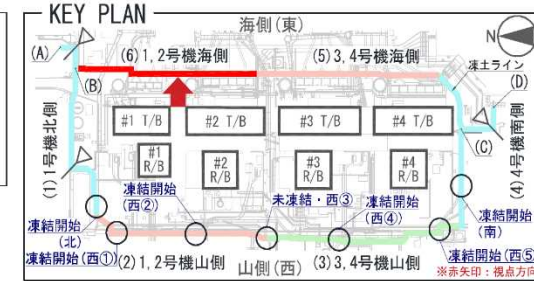 KEY PLAN
海側(東)
N
(A)
(6)1,2号機海側
(5)3,4号機海側
凍土ライン
(B)
(D)
(1)1号機北側
#1 T/B
#2 T/B
#3 T/B
#4 T/B
(C)
(4)4号機南側
#1
R/B
#2
R/B
#3
R/B
#4
R/B
凍結開始
(西②)
未凍結・西③
凍結開始
(西④)
凍結開始
(北)
凍結開始
(南)
凍結開始(西①)
(2)1,2号機山側
山側(西)
(3)3,4号機山側
凍結開始(西⑤)
※赤矢印:視点方向